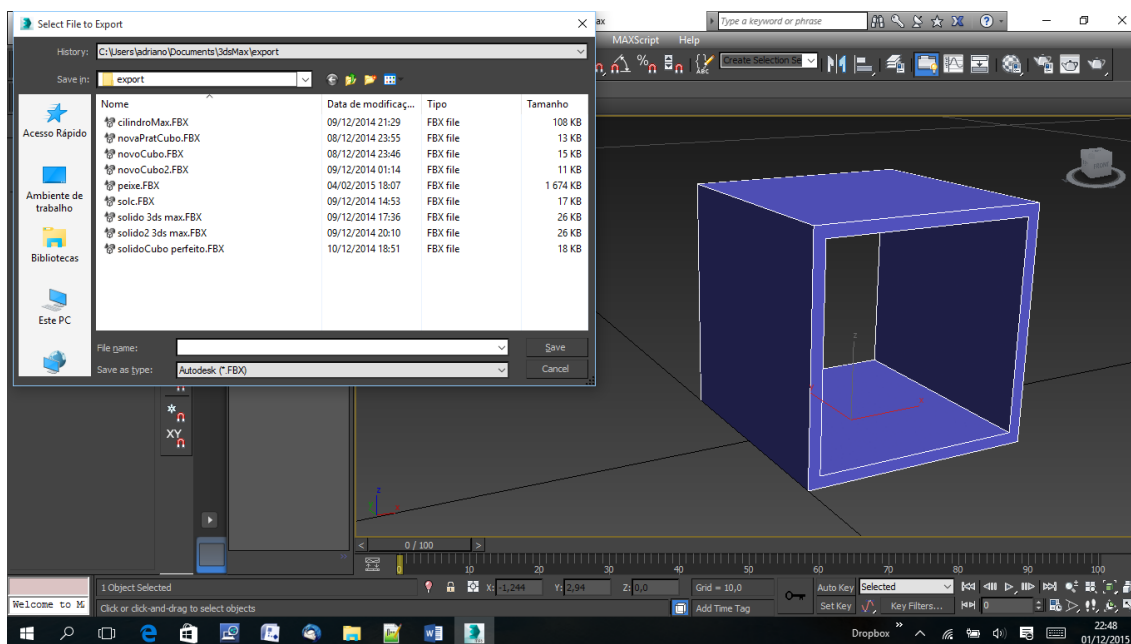 Select File to Export
ax
Type a keyword or phrase
MAXScript Help
History: C:\Users\adriano\Documents\3dsMax\export
Save in: export
Create Selection Se
Nome Data de modificaç... Tipo Tamanho
cilindroMax.FBX 09/12/2014 21:29 FBX file 108 KB
novaPratCubo.FBX 08/12/2014 23:55 FBX file 13 KB
novoCubo.FBX 08/12/2014 23:46 FBX file 15 KB
novoCubo2.FBX 09/12/2014 01:14 FBX file 11 KB
peixe.FBX 04/02/2015 18:07 FBX file 1 674 KB
solc.FBX 09/12/2014 14:53 FBX file 17 KB
solido 3ds max.FBX 09/12/2014 17:36 FBX file 26 KB
solido2 3ds max.FBX 09/12/2014 20:10 FBX file 26 KB
solidoCubo perfeito.FBX 10/12/2014 18:51 FBX file 18 KB
Acesso Rápido
Ambiente de
trabalho
Bibliotecas
Este PC
File name: Save
Save as type: Autodesk (*.FBX) Cancel
XY
z
z
x
0 / 100
0 10 20 30 40 50 60 70 80 90 100
1 Object Selected X: -1,244 Y: 2,94 Z: 0,0 Grid = 10,0 Auto Key Selected
Welcome to M Click or click-and-drag to select objects Add Time Tag Set Key Key Filters... 0
Dropbox 22:48
01/12/2015